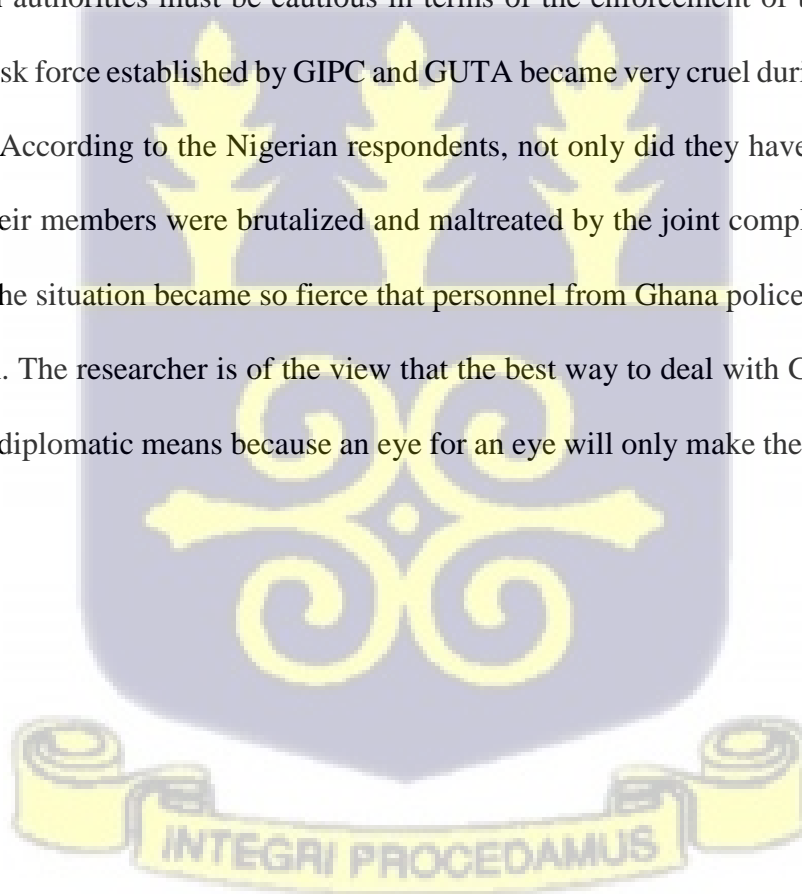 authorities must be cautious in terms of the enforcement of
sk force established by GIPC and GUTA became very cruel duri
According to the Nigerian respondents, not only did they have
eir members were brutalized and maltreated by the joint compl
he situation became so fierce that personnel from Ghana police
. The researcher is of the view that the best way to deal with
diplomatic means because an eye for an eye will only make the
INTEGRI PROCEDAMUS